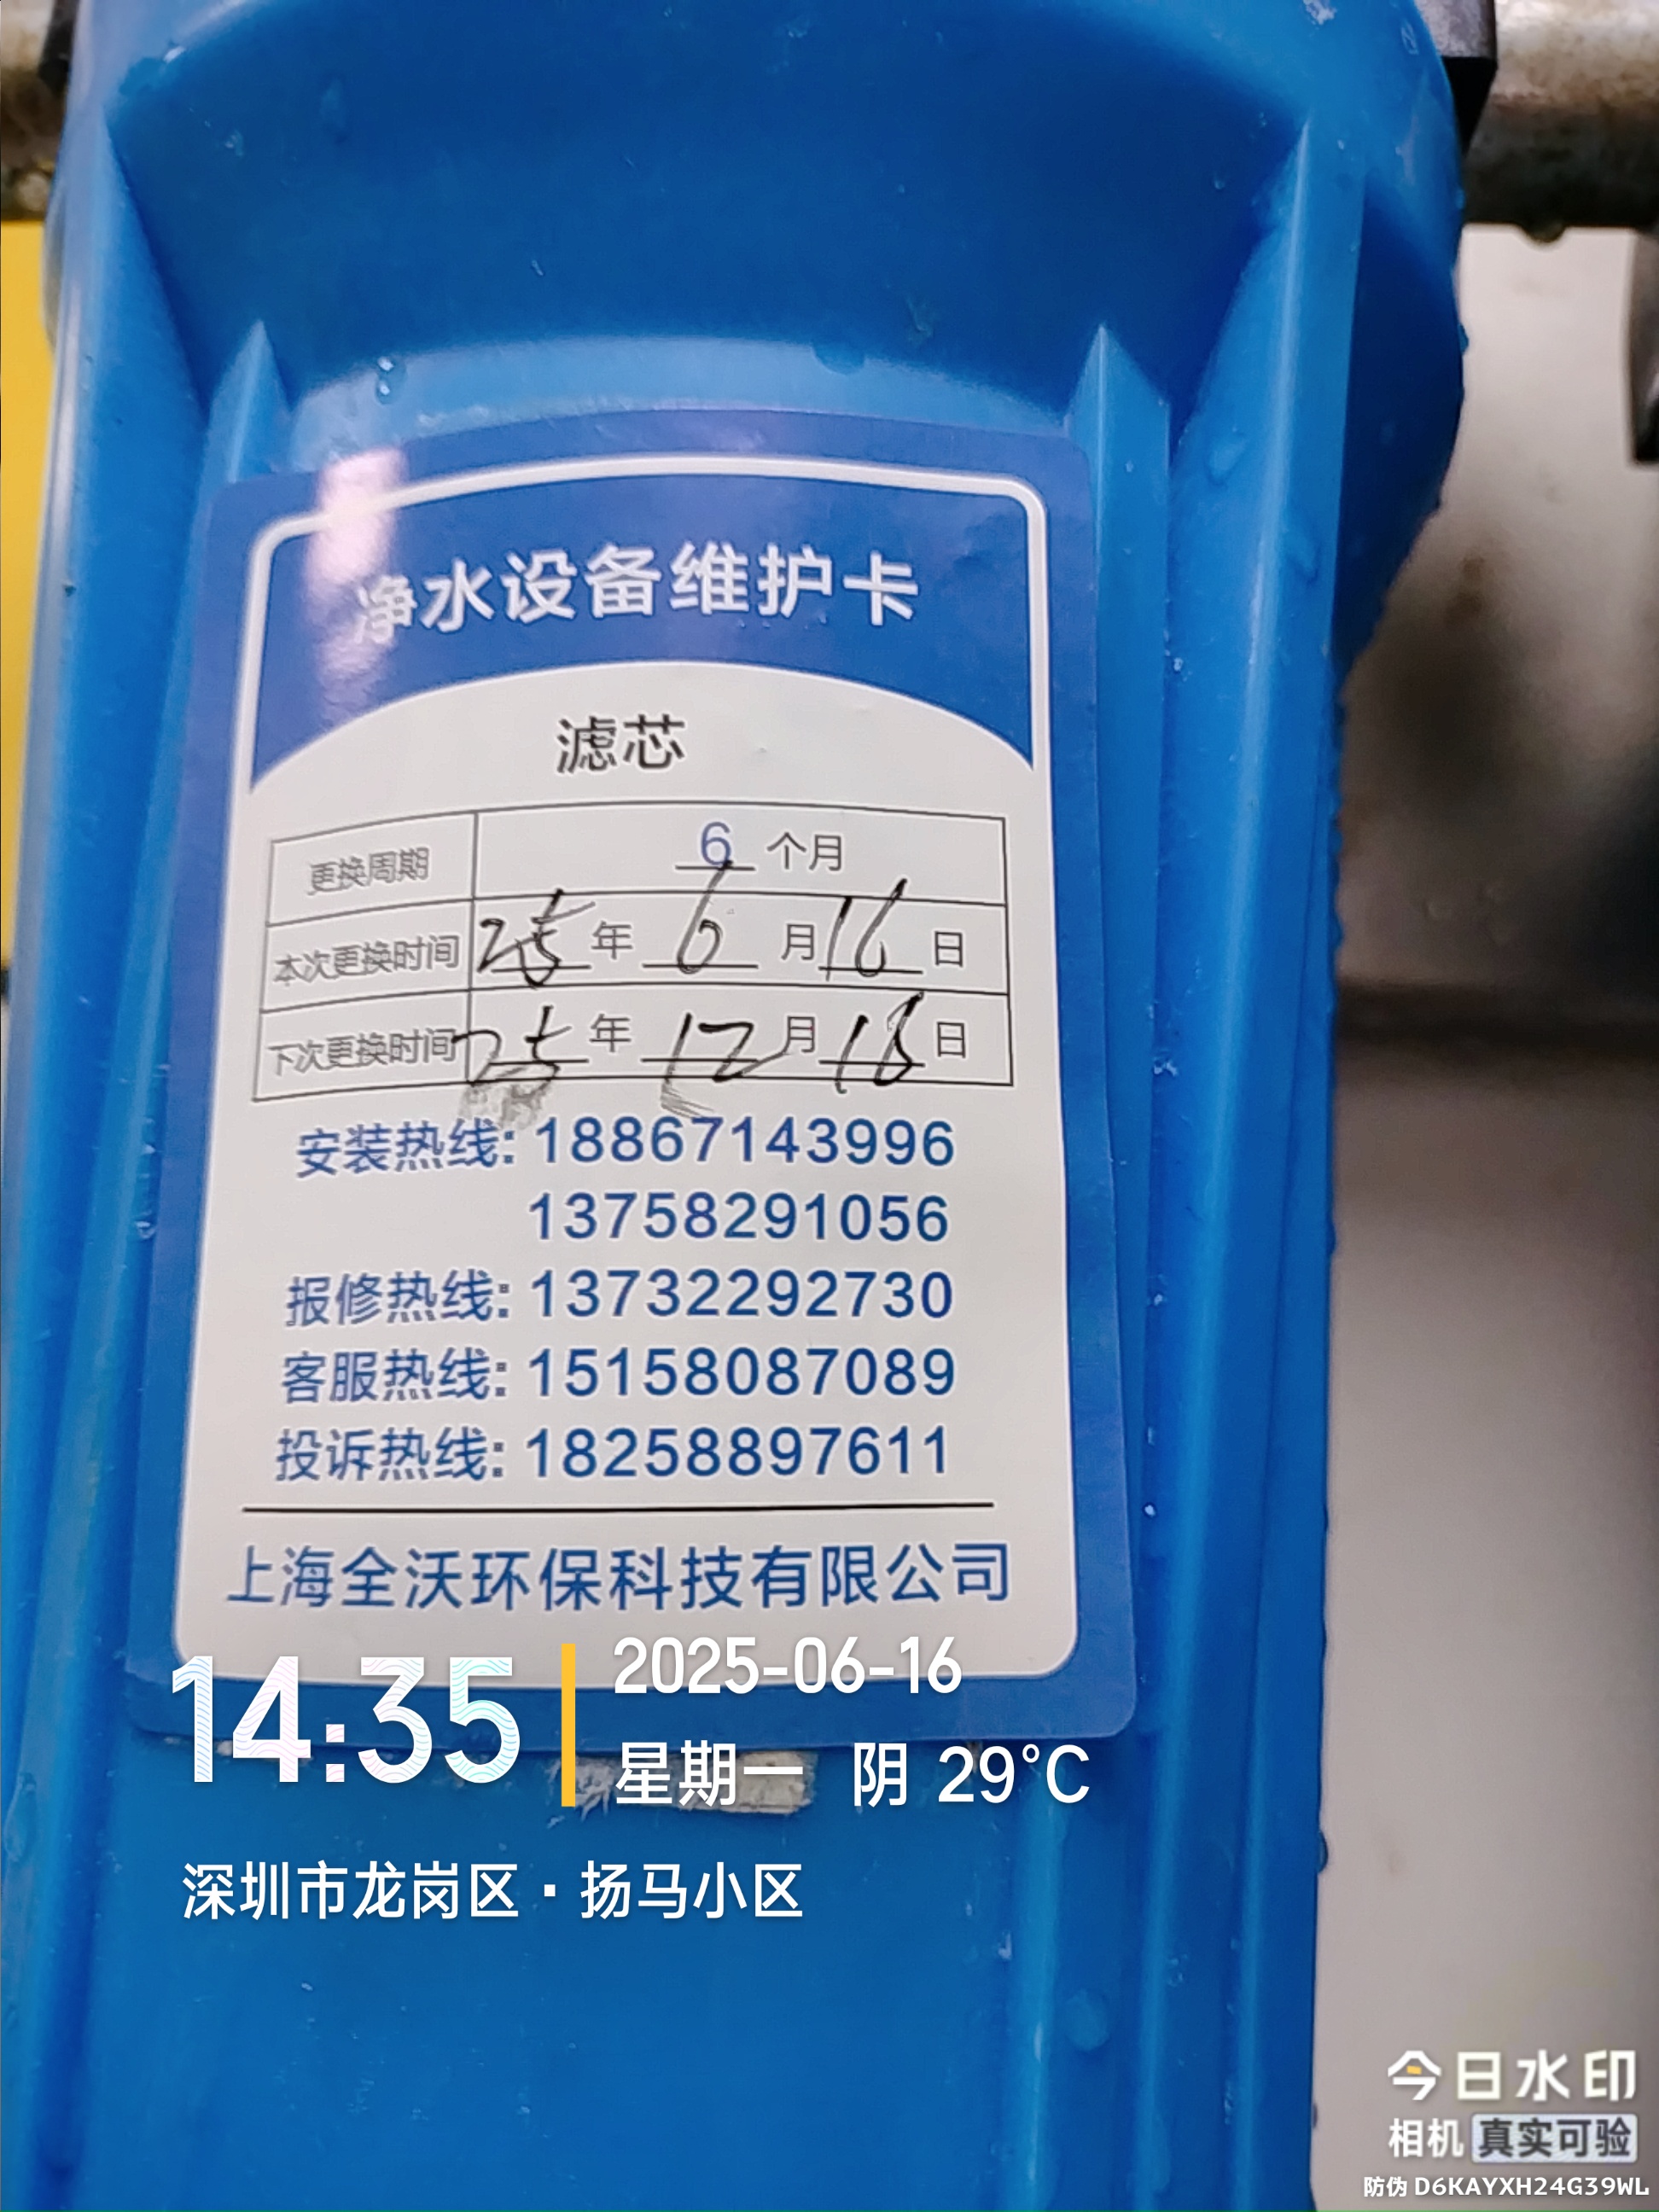 净水设备维护卡
滤芯
更换周期 6 个月
本次更换时间 25 年 6 月 16 日
下次更换时间 25 年 12 月 16 日
安装热线: 18867143996
13758291056
报修热线: 13732292730
客服热线: 15158087089
投诉热线: 18258897611
上海全沃环保科技有限公司
14:35 2025-06-16
星期一 阴 29°C
深圳市龙岗区·扬马小区
今日水印
相机 真实可验
防伪 D6KAYXH24G39WL